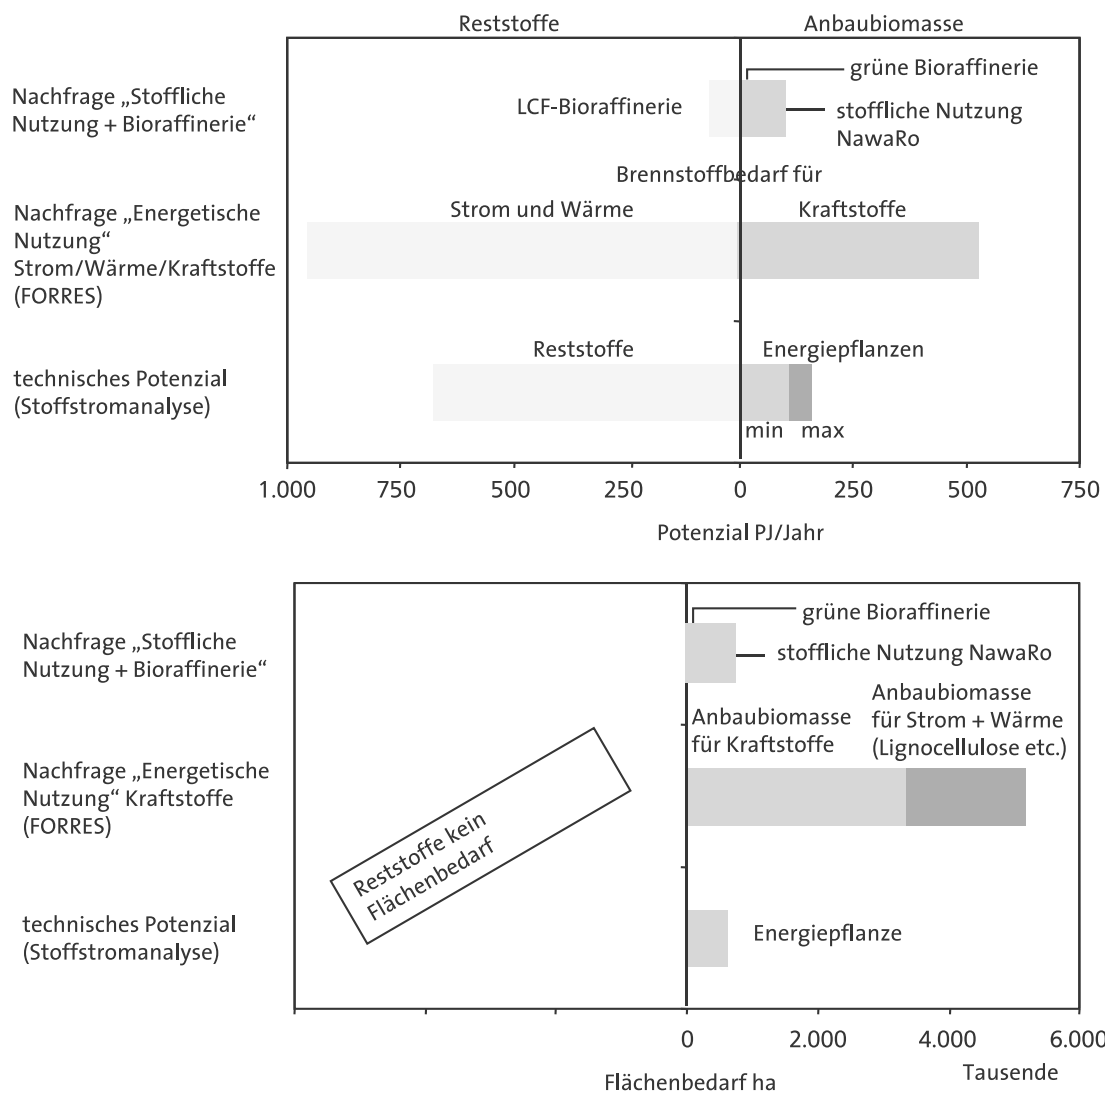 Reststoffe
Anbaubiomasse
grüne Bioraffinerie
Nachfrage „Stoffliche
Nutzung + Bioraffinerie“
LCF-Bioraffinerie
stoffliche Nutzung
NawaRo
Brennstoffbedarf für
Nachfrage „Energetische
Nutzung“
Strom/Wärme/Kraftstoffe
(FORRES)
Strom und Wärme
Kraftstoffe
Reststoffe
Energiepflanzen
technisches Potenzial
(Stoffstromanalyse)
min
max
1.000
750
500
250
0
250
500
750
Potenzial PJ/Jahr
grüne Bioraffinerie
Nachfrage „Stoffliche
Nutzung + Bioraffinerie“
stoffliche Nutzung NawaRo
Anbaubiomasse
für Kraftstoffe
Anbaubiomasse
für Strom + Wärme
(Lignocellulose etc.)
Nachfrage „Energetische
Nutzung“ Kraftstoffe
(FORRES)
Reststoffe kein
Flächenbedarf
technisches Potenzial
(Stoffstromanalyse)
Energiepflanze
0
2.000
4.000
6.000
Flächenbedarf ha
Tausende